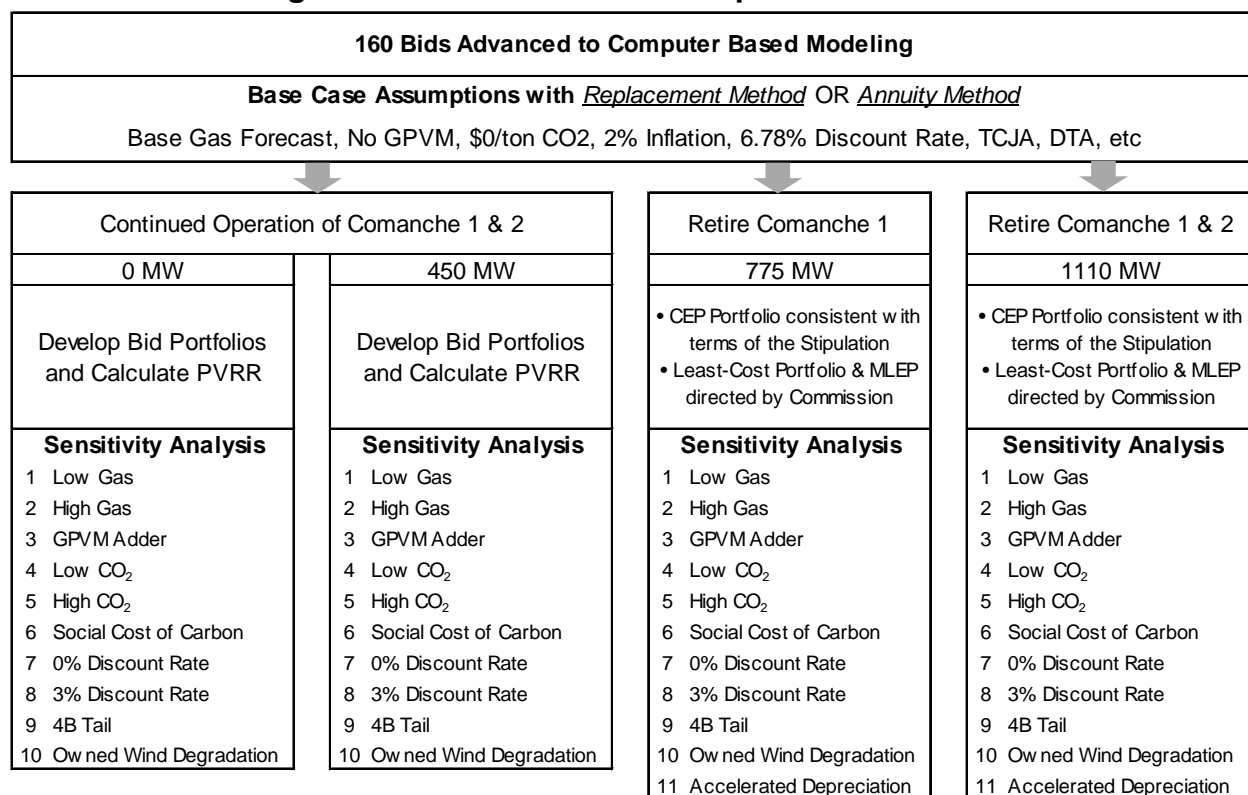 160 Bids Advanced to Computer Based Modeling
Base Case Assumptions with Replacement Method OR Annuity Method
Base Gas Forecast, No GPVM, $0/ton CO2, 2% Inflation, 6.78% Discount Rate, TCJA, DTA, etc
Continued Operation of Comanche 1 & 2
0 MW
Develop Bid Portfolios
and Calculate PVRR
Sensitivity Analysis
1 Low Gas
2 High Gas
3 GPVM Adder
4 Low CO₂
5 High CO₂
6 Social Cost of Carbon
7 0% Discount Rate
8 3% Discount Rate
9 4B Tail
10 Owned Wind Degradation
450 MW
Develop Bid Portfolios
and Calculate PVRR
Sensitivity Analysis
1 Low Gas
2 High Gas
3 GPVM Adder
4 Low CO₂
5 High CO₂
6 Social Cost of Carbon
7 0% Discount Rate
8 3% Discount Rate
9 4B Tail
10 Owned Wind Degradation
Retire Comanche 1
775 MW
• CEP Portfolio consistent with
terms of the Stipulation
• Least-Cost Portfolio & MLEP
directed by Commission
Sensitivity Analysis
1 Low Gas
2 High Gas
3 GPVM Adder
4 Low CO₂
5 High CO₂
6 Social Cost of Carbon
7 0% Discount Rate
8 3% Discount Rate
9 4B Tail
10 Owned Wind Degradation
11 Accelerated Depreciation
Retire Comanche 1 & 2
1110 MW
• CEP Portfolio consistent with
terms of the Stipulation
• Least-Cost Portfolio & MLEP
directed by Commission
Sensitivity Analysis
1 Low Gas
2 High Gas
3 GPVM Adder
4 Low CO₂
5 High CO₂
6 Social Cost of Carbon
7 0% Discount Rate
8 3% Discount Rate
9 4B Tail
10 Owned Wind Degradation
11 Accelerated Depreciation